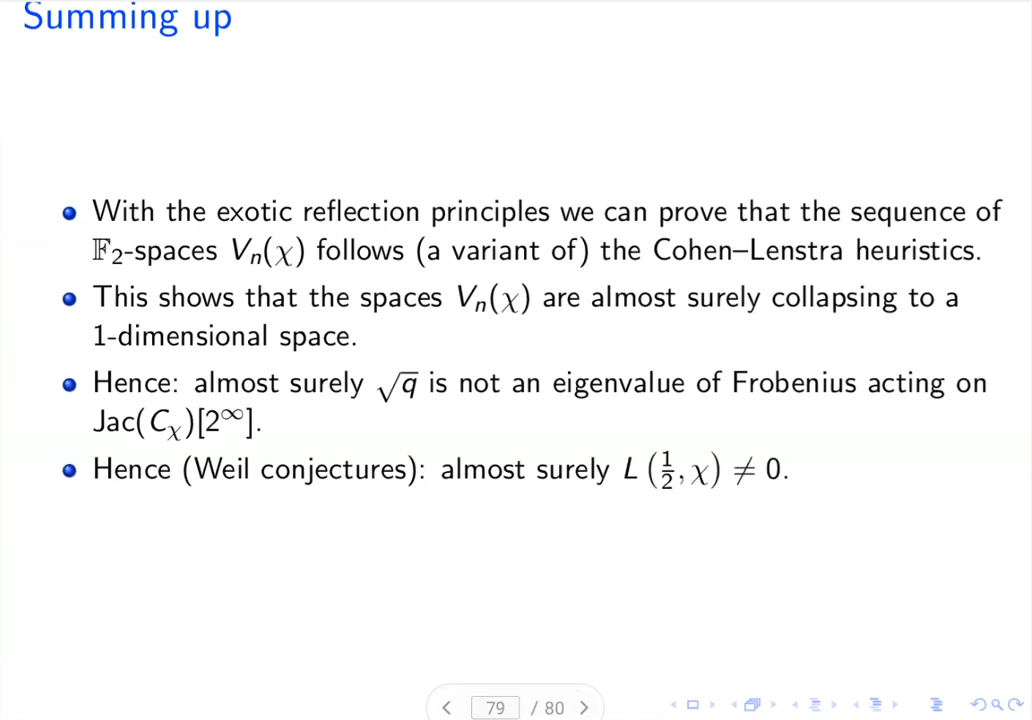 Summing up
With the exotic reflection principles we can prove that the sequence of
𝔽₂-spaces Vₙ(χ) follows (a variant of) the Cohen–Lenstra heuristics.
This shows that the spaces Vₙ(χ) are almost surely collapsing to a
1-dimensional space.
Hence: almost surely √q is not an eigenvalue of Frobenius acting on
Jac(C_χ)[2^∞].
Hence (Weil conjectures): almost surely L(1/2, χ) ≠ 0.
79 / 80